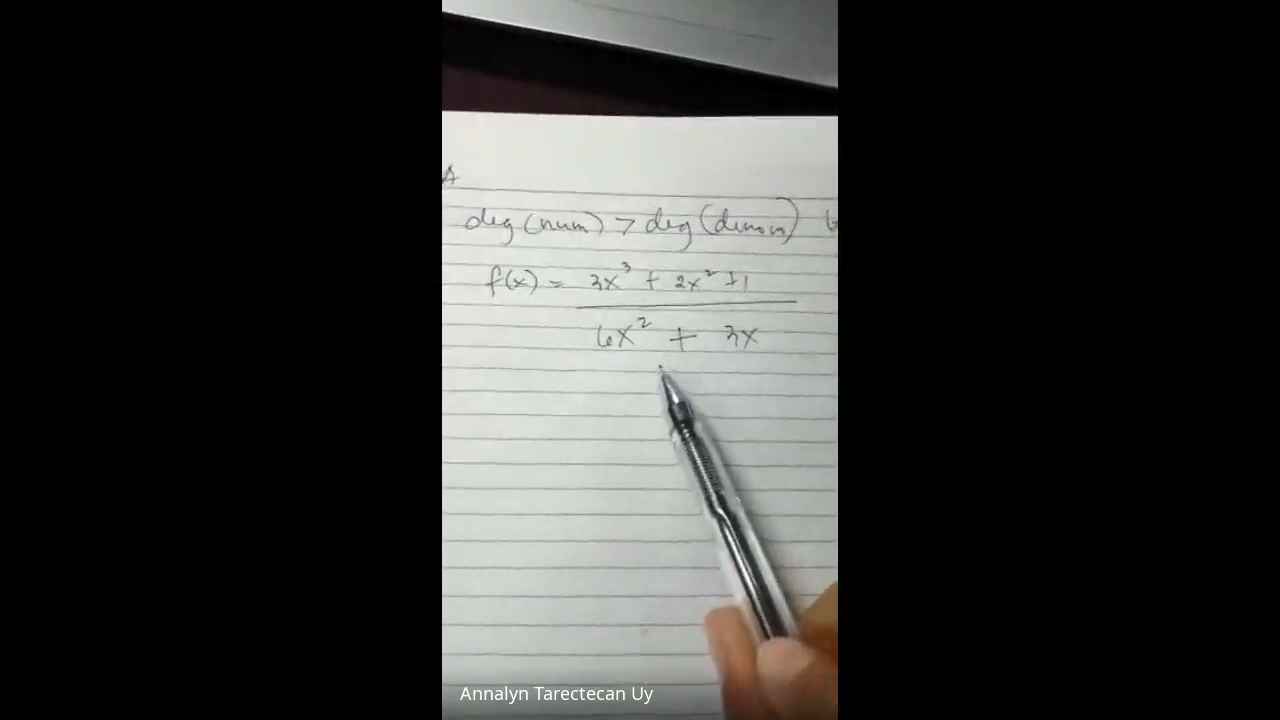 deg (num) > deg (denom)
f(x) = 3x³ + 2x² + 1
6x² + 3x
Annalyn Tarectecan Uy